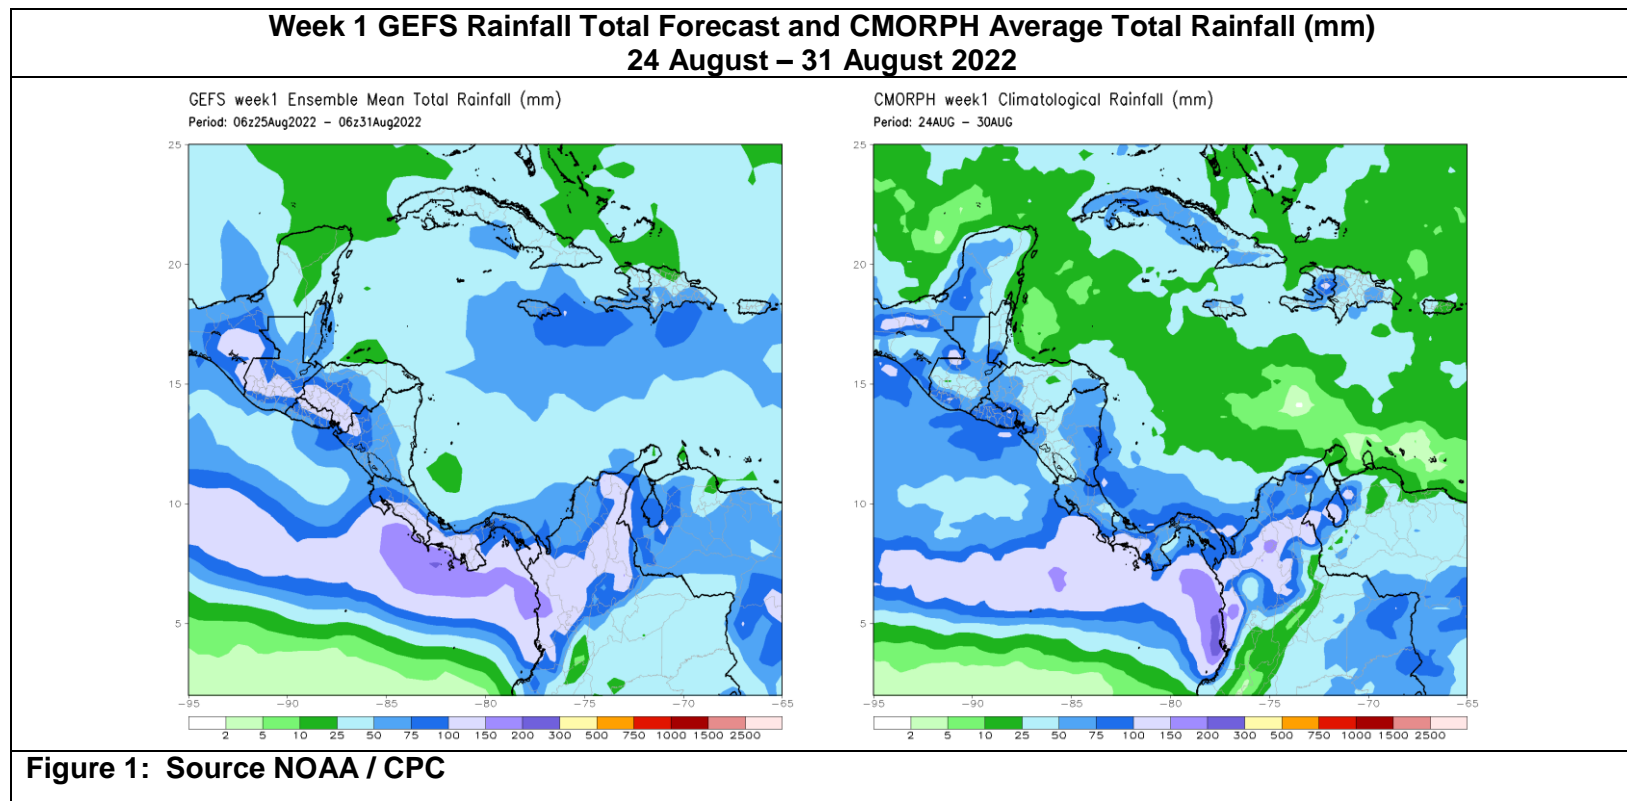 Week 1 GEFS Rainfall Total Forecast and CMORPH Average Total Rainfall (mm)
24 August – 31 August 2022
GEFS week1 Ensemble Mean Total Rainfall (mm)
Period: 06z25Aug2022 – 06z31Aug2022
CMORPH week1 Climatological Rainfall (mm)
Period: 24AUG – 30AUG
25
20
15
10
5
-95 -90 -85 -80 -75 -70 -65
2 5 10 25 50 75 100 150 200 300 500 750 1000 1500 2500
25
20
15
10
5
-95 -90 -85 -80 -75 -70 -65
2 5 10 25 50 75 100 150 200 300 500 750 1000 1500 2500
Figure 1: Source NOAA / CPC